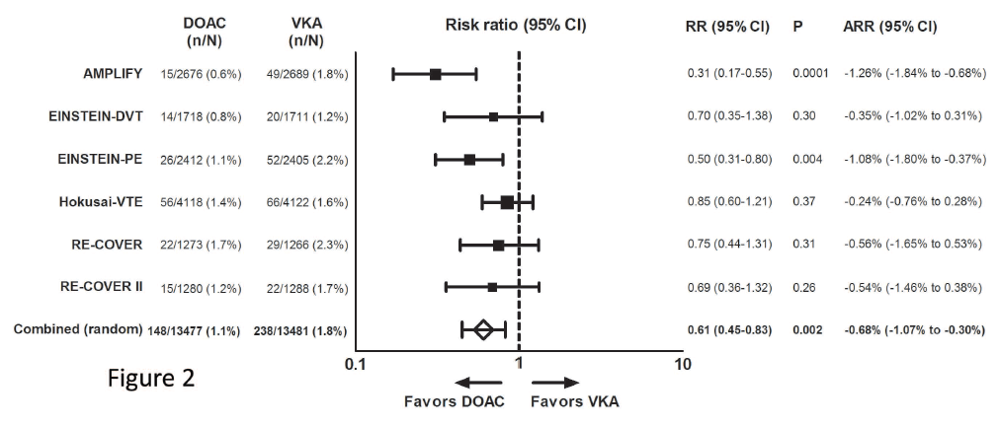 DOAC VKA Risk ratio (95% CI) RR (95% CI) P ARR (95% CI)
(n/N) (n/N)
AMPLIFY 15/2676 (0.6%) 49/2689 (1.8%) 0.31 (0.17-0.55) 0.0001 -1.26% (-1.84% to -0.68%)
EINSTEIN-DVT 14/1718 (0.8%) 20/1711 (1.2%) 0.70 (0.35-1.38) 0.30 -0.35% (-1.02% to 0.31%)
EINSTEIN-PE 26/2412 (1.1%) 52/2405 (2.2%) 0.50 (0.31-0.80) 0.004 -1.08% (-1.80% to -0.37%)
Hokusai-VTE 56/4118 (1.4%) 66/4122 (1.6%) 0.85 (0.60-1.21) 0.37 -0.24% (-0.76% to 0.28%)
RE-COVER 22/1273 (1.7%) 29/1266 (2.3%) 0.75 (0.44-1.31) 0.31 -0.56% (-1.65% to 0.53%)
RE-COVER II 15/1280 (1.2%) 22/1288 (1.7%) 0.69 (0.36-1.32) 0.26 -0.54% (-1.46% to 0.38%)
Combined (random) 148/13477 (1.1%) 238/13481 (1.8%) 0.61 (0.45-0.83) 0.002 -0.68% (-1.07% to -0.30%)
0.1 1 10
Figure 2
Favors DOAC Favors VKA